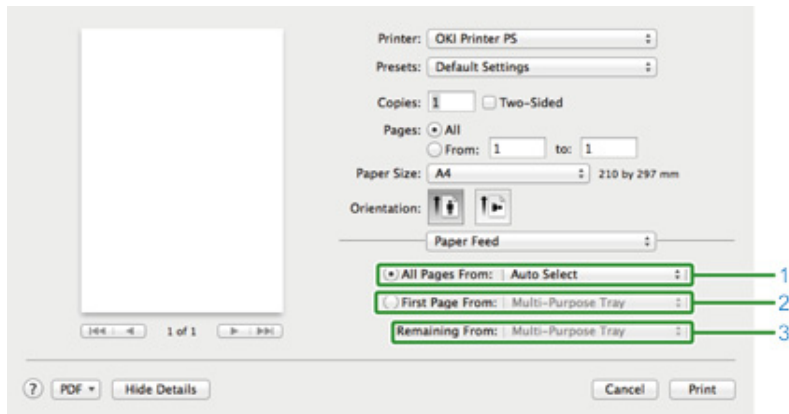 Printer: OKI Printer PS
Presets: Default Settings
Copies: 1 Two-Sided
Pages: All
From: 1 to: 1
Paper Size: A4 210 by 297 mm
Orientation:
Paper Feed
All Pages From: Auto Select 1
First Page From: Multi-Purpose Tray 2
Remaining From: Multi-Purpose Tray 3
1 of 1
? PDF Hide Details Cancel Print